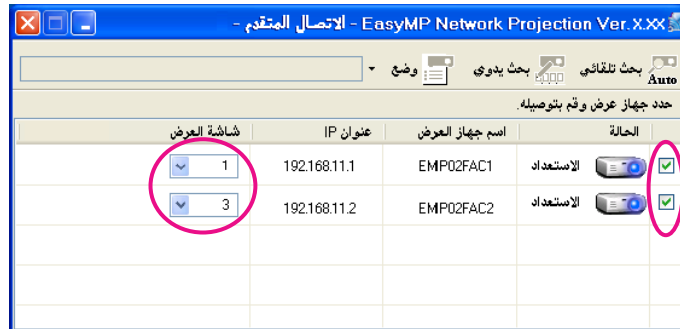 EasyMP Network Projection Ver.X.XX - الاتصال المتقدم -
بحث تلقائي Auto بحث يدوي وضع
حدد جهاز عرض وقم بتوصيله.
الحالة اسم جهاز العرض عنوان IP شاشة العرض
الاستعداد EMP02FAC1 192.168.11.1 1
الاستعداد EMP02FAC2 192.168.11.2 3